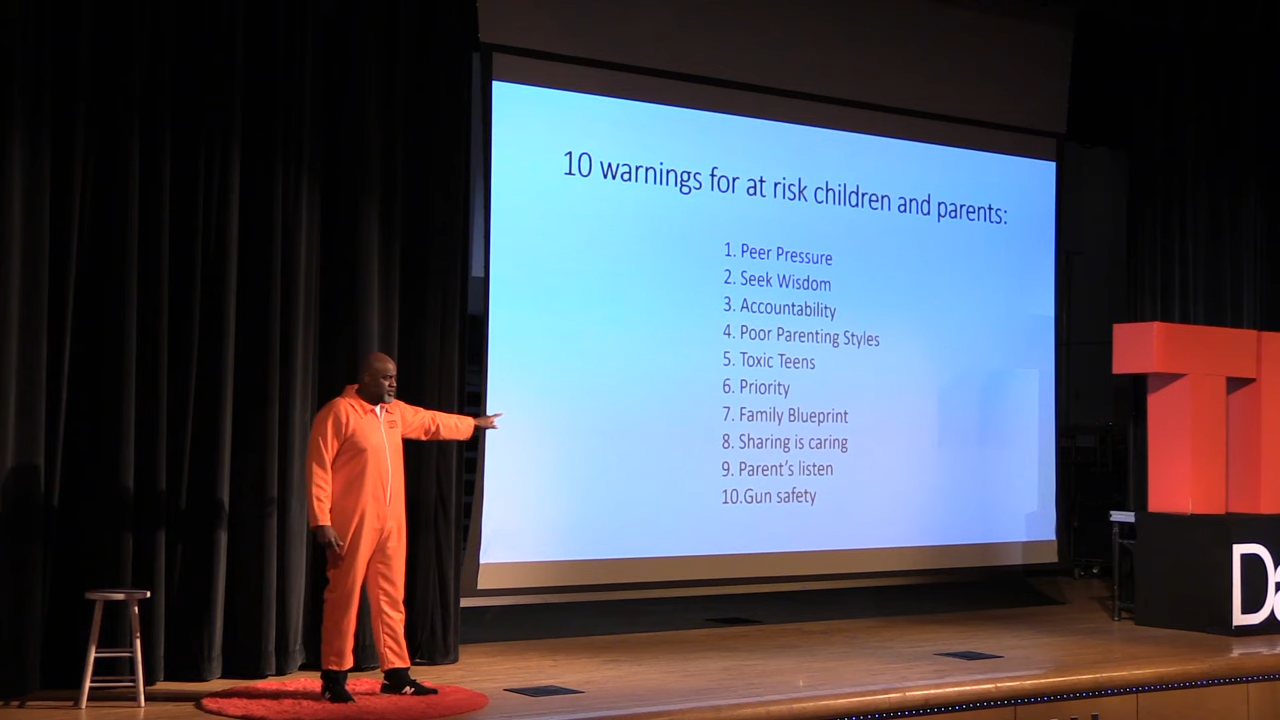 10 warnings for at risk children and parents:
1. Peer Pressure
2. Seek Wisdom
3. Accountability
4. Poor Parenting Styles
5. Toxic Teens
6. Priority
7. Family Blueprint
8. Sharing is caring
9. Parent's listen
10.Gun safety